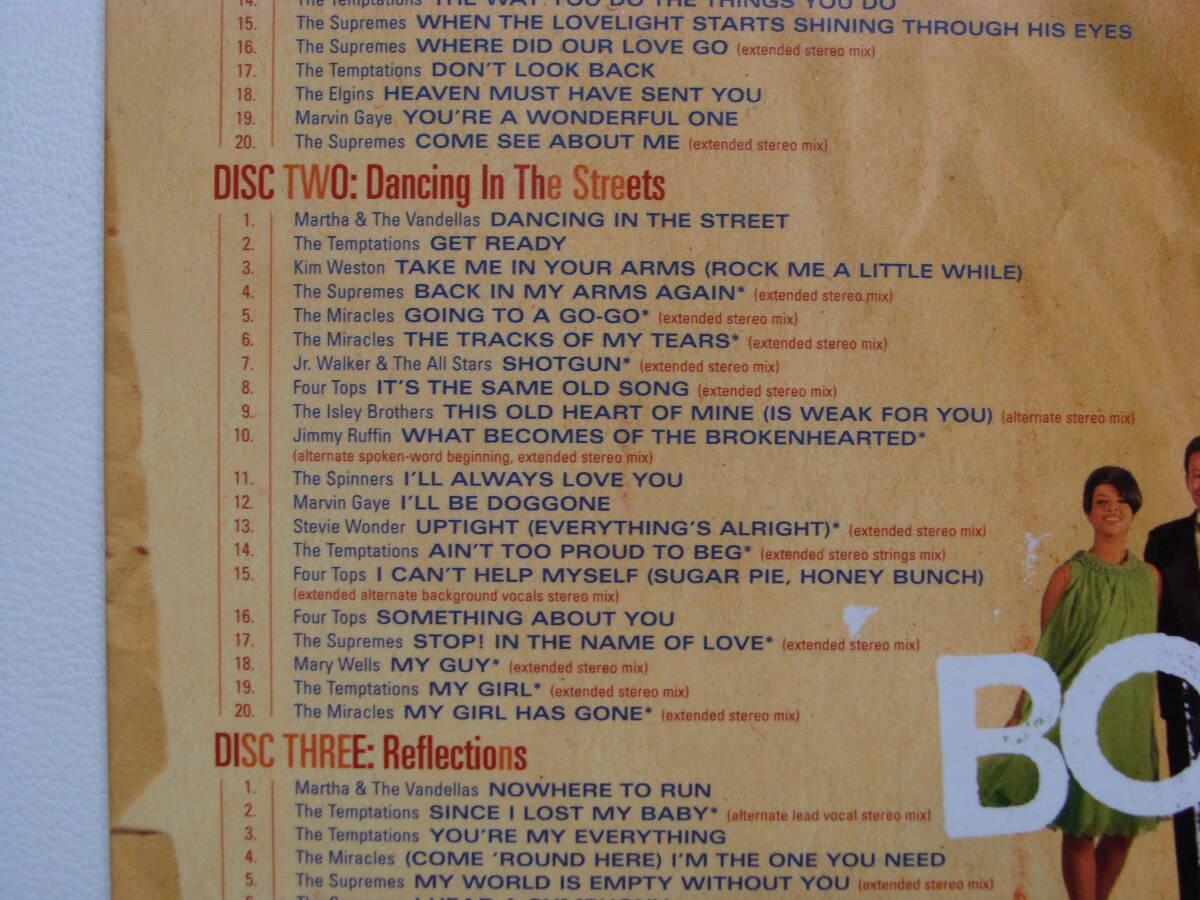 14. The Temptations THE WAY YOU DO THE THINGS YOU DO
15. The Supremes WHEN THE LOVELIGHT STARTS SHINING THROUGH HIS EYES
16. The Supremes WHERE DID OUR LOVE GO (extended stereo mix)
17. The Temptations DON'T LOOK BACK
18. The Elgins HEAVEN MUST HAVE SENT YOU
19. Marvin Gaye YOU'RE A WONDERFUL ONE
20. The Supremes COME SEE ABOUT ME (extended stereo mix)
DISC TWO: Dancing In The Streets
1. Martha & The Vandellas DANCING IN THE STREET
2. The Temptations GET READY
3. Kim Weston TAKE ME IN YOUR ARMS (ROCK ME A LITTLE WHILE)
4. The Supremes BACK IN MY ARMS AGAIN* (extended stereo mix)
5. The Miracles GOING TO A GO-GO* (extended stereo mix)
6. The Miracles THE TRACKS OF MY TEARS* (extended stereo mix)
7. Jr. Walker & The All Stars SHOTGUN* (extended stereo mix)
8. Four Tops IT'S THE SAME OLD SONG (extended stereo mix)
9. The Isley Brothers THIS OLD HEART OF MINE (IS WEAK FOR YOU) (alternate stereo mix)
10. Jimmy Ruffin WHAT BECOMES OF THE BROKENHEARTED*
(alternate spoken-word beginning, extended stereo mix)
11. The Spinners I'LL ALWAYS LOVE YOU
12. Marvin Gaye I'LL BE DOGGONE
13. Stevie Wonder UPTIGHT (EVERYTHING'S ALRIGHT)* (extended stereo mix)
14. The Temptations AIN'T TOO PROUD TO BEG* (extended stereo strings mix)
15. Four Tops I CAN'T HELP MYSELF (SUGAR PIE, HONEY BUNCH)
(extended alternate background vocals stereo mix)
16. Four Tops SOMETHING ABOUT YOU
17. The Supremes STOP! IN THE NAME OF LOVE* (extended stereo mix)
18. Mary Wells MY GUY* (extended stereo mix)
19. The Temptations MY GIRL* (extended stereo mix)
20. The Miracles MY GIRL HAS GONE* (extended stereo mix)
BO
DISC THREE: Reflections
1. Martha & The Vandellas NOWHERE TO RUN
2. The Temptations SINCE I LOST MY BABY* (alternate lead vocal stereo mix)
3. The Temptations YOU'RE MY EVERYTHING
4. The Miracles (COME 'ROUND HERE) I'M THE ONE YOU NEED
5. The Supremes MY WORLD IS EMPTY WITHOUT YOU (extended stereo mix)